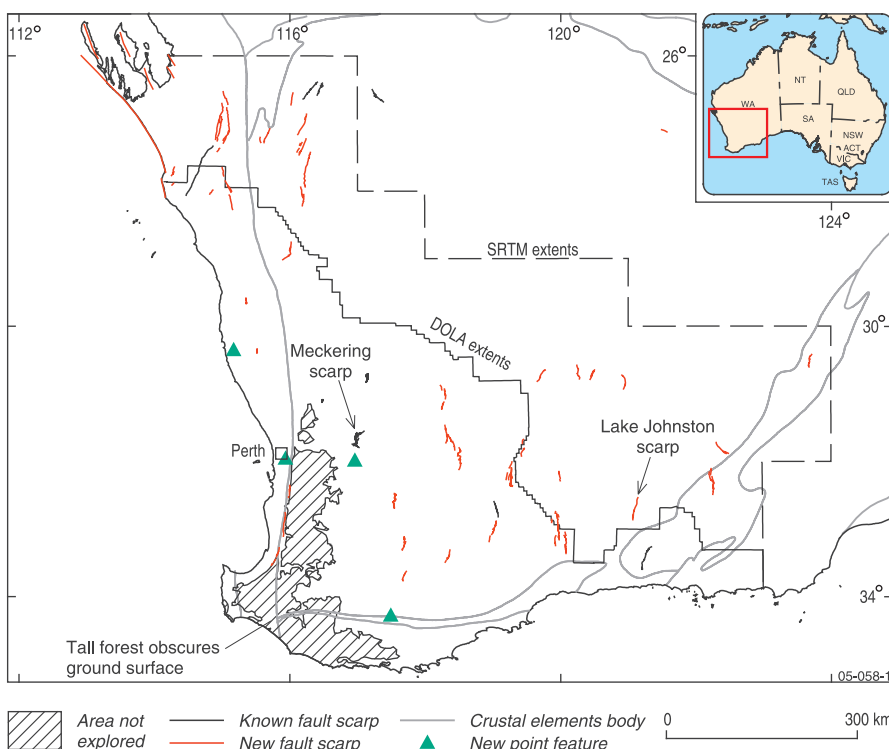 112°
116°
120°
26°
NT
QLD
WA
SA
NSW
ACT
VIC
TAS
124°
SRTM extents
30°
DOLA extents
Meckering
scarp
Perth
Lake Johnston
scarp
34°
Tall forest obscures
ground surface
05-058-1
Area not
explored
Known fault scarp
New fault scarp
Crustal elements body
New point feature
0
300 km